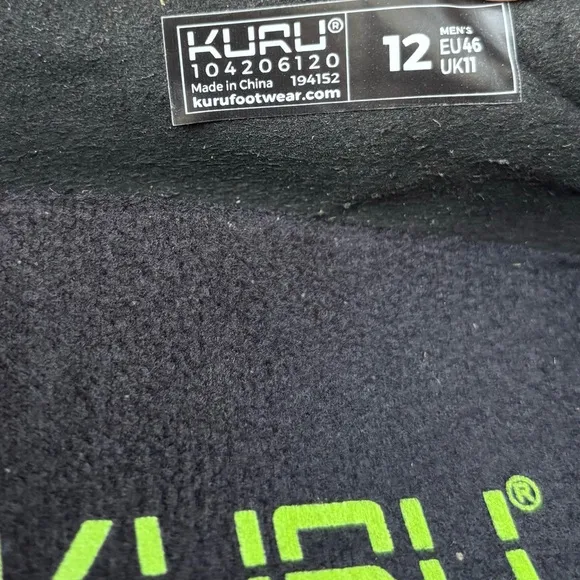 KURU®
104206120
Made in China 194152
kurufootwear.com
12
MEN'S
EU46
UK11
KURU®